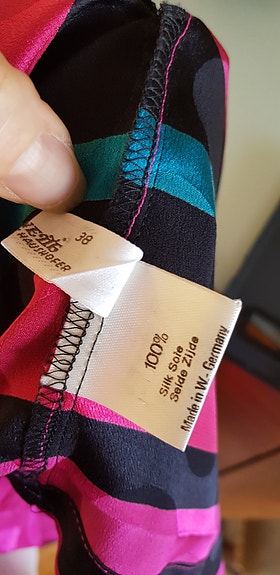 38
HAUSHOFER
100%
Silk Soie
Seide Zijde
Made in W-Germany